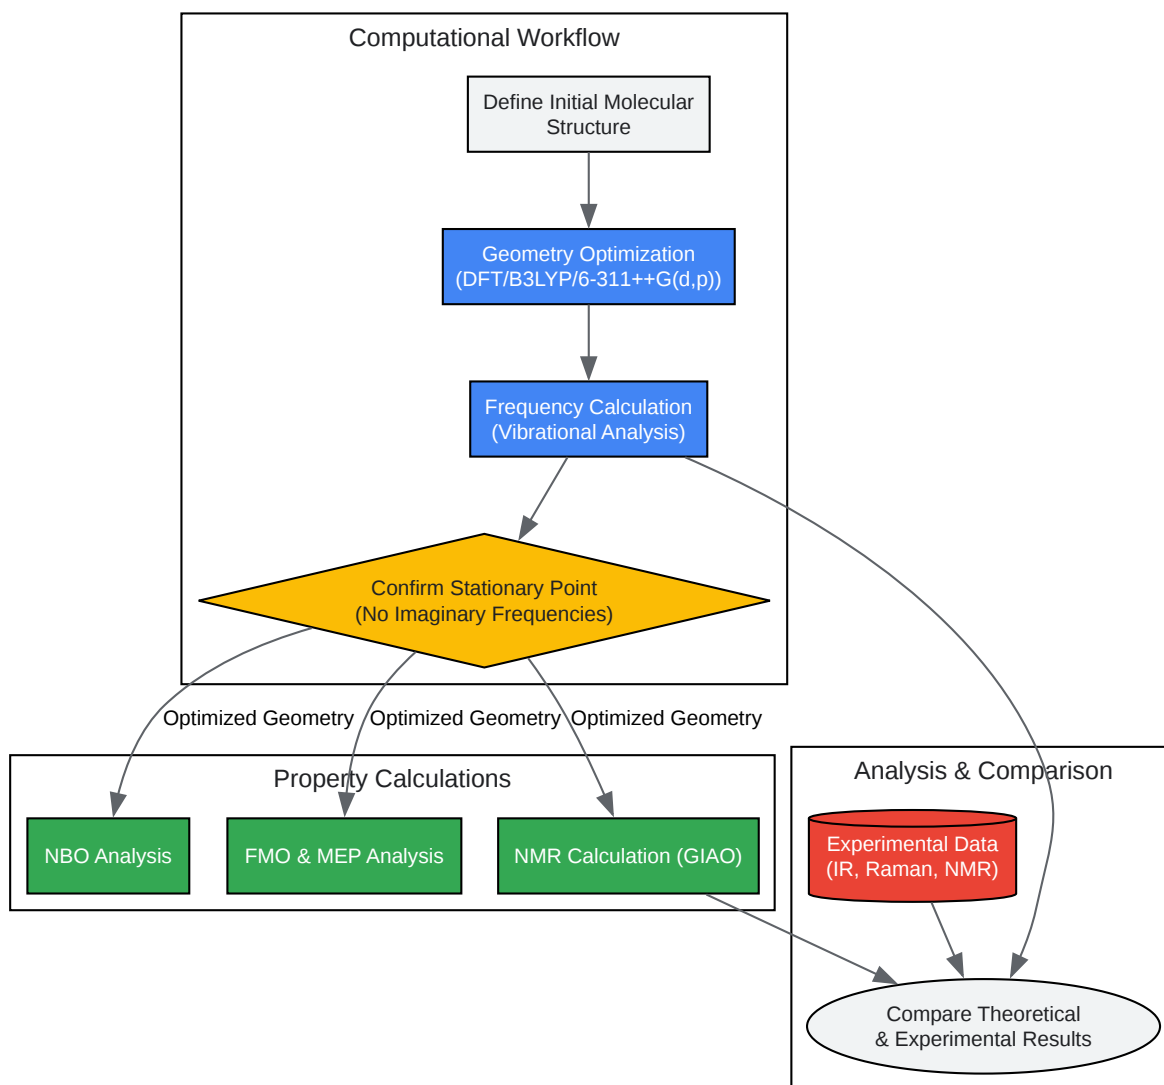 Computational Workflow
Define Initial Molecular
Structure
Geometry Optimization
(DFT/B3LYP/6-311++G(d,p))
Frequency Calculation
(Vibrational Analysis)
Confirm Stationary Point
(No Imaginary Frequencies)
Optimized Geometry
Optimized Geometry
Optimized Geometry
Property Calculations
NBO Analysis
FMO & MEP Analysis
NMR Calculation (GIAO)
Analysis & Comparison
Experimental Data
(IR, Raman, NMR)
Compare Theoretical
& Experimental Results